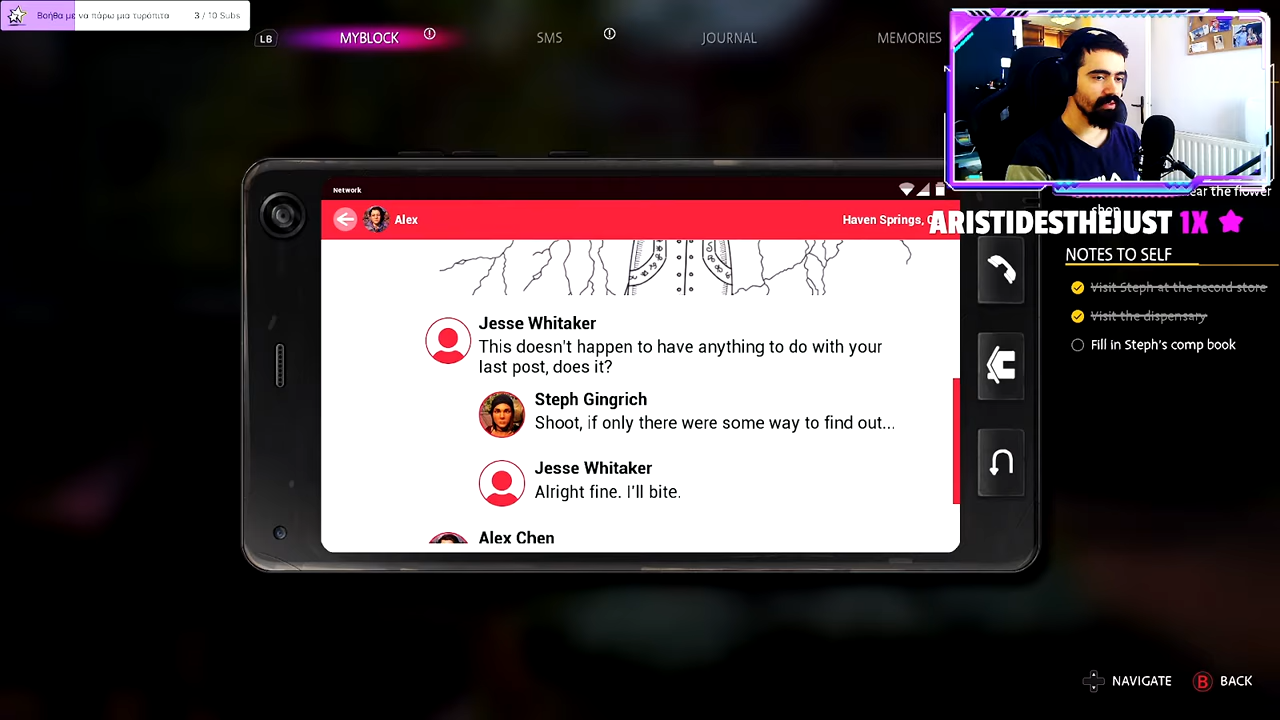 Βοήθα με να πάρω μια τυρόπιτα 3 / 10 Subs
LB MYBLOCK SMS JOURNAL MEMORIES
Network
Alex
Haven Springs,
ear the flower
ARISTIDESTHEJUST 1X
NOTES TO SELF
Visit Steph at the record store
Visit the dispensary
Fill in Steph's comp book
Jesse Whitaker
This doesn't happen to have anything to do with your
last post, does it?
Steph Gingrich
Shoot, if only there were some way to find out...
Jesse Whitaker
Alright fine. I'll bite.
Alex Chen
NAVIGATE B BACK